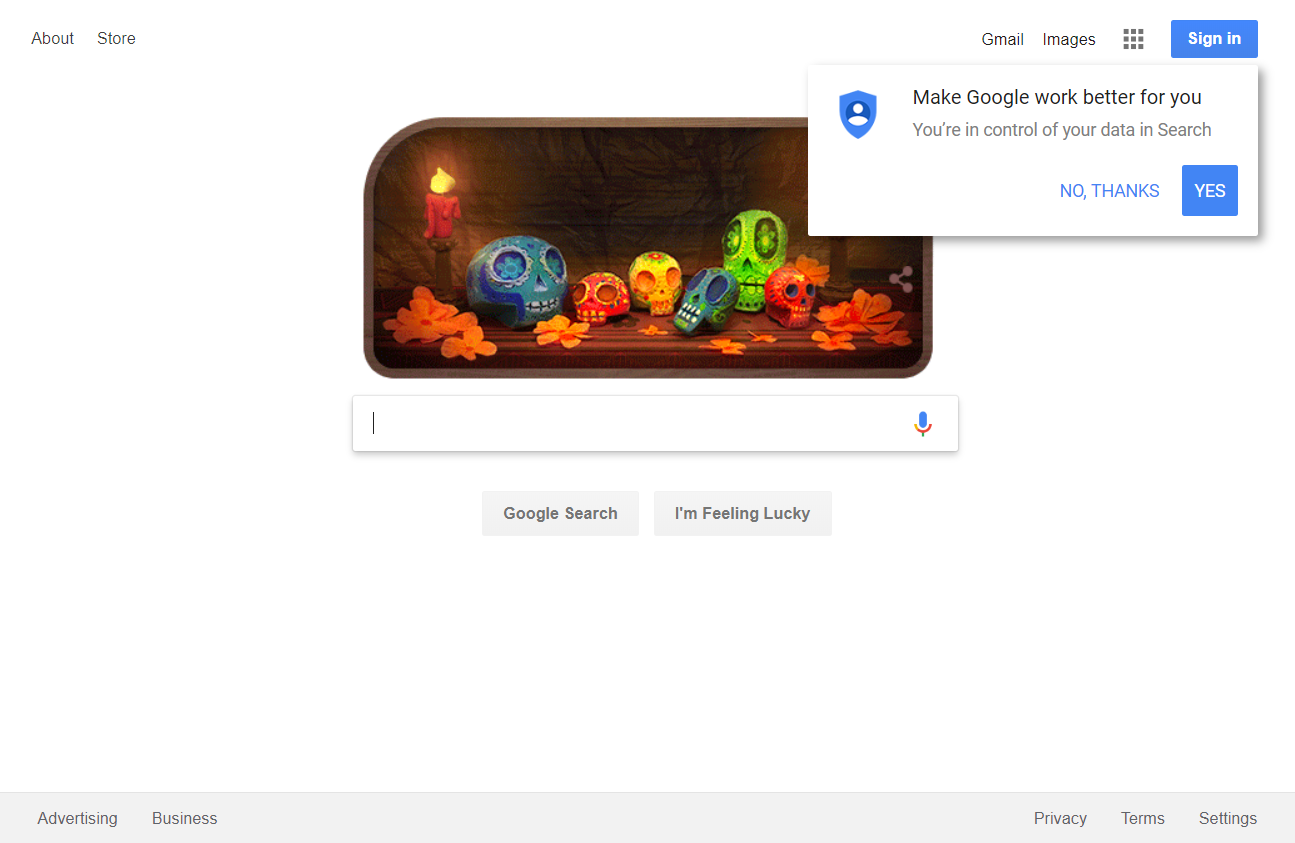 About Store Gmail Images Sign in
Make Google work better for you
You're in control of your data in Search
NO, THANKS YES
Google Search I'm Feeling Lucky
Advertising Business Privacy Terms Settings